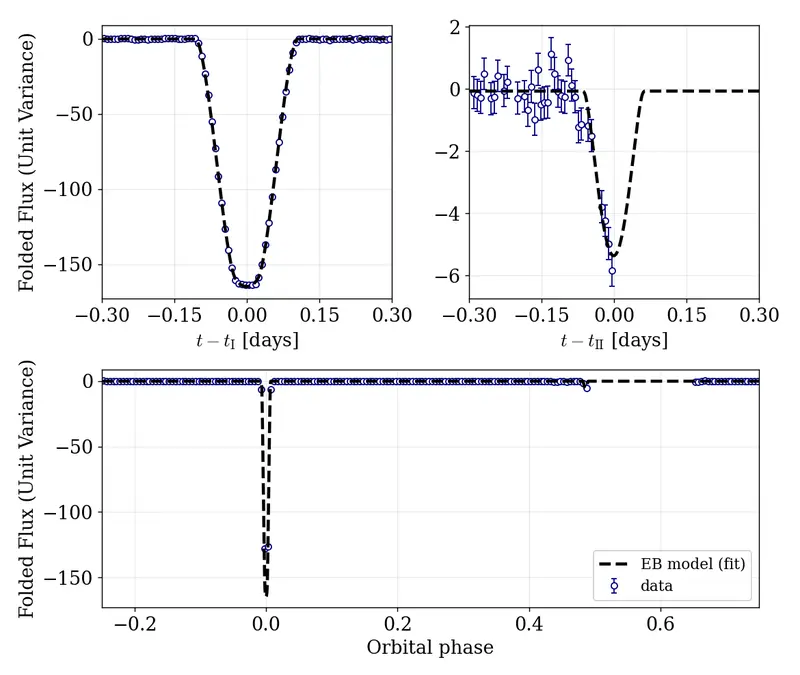 Folded Flux (Unit Variance)
0
−50
−100
−150
−0.30 −0.15 0.00 0.15 0.30
t − t_I [days]
2
0
−2
−4
−6
−0.30 −0.15 0.00 0.15 0.30
t − t_II [days]
Folded Flux (Unit Variance)
0
−50
−100
−150
−0.2 0.0 0.2 0.4 0.6
Orbital phase
EB model (fit)
data